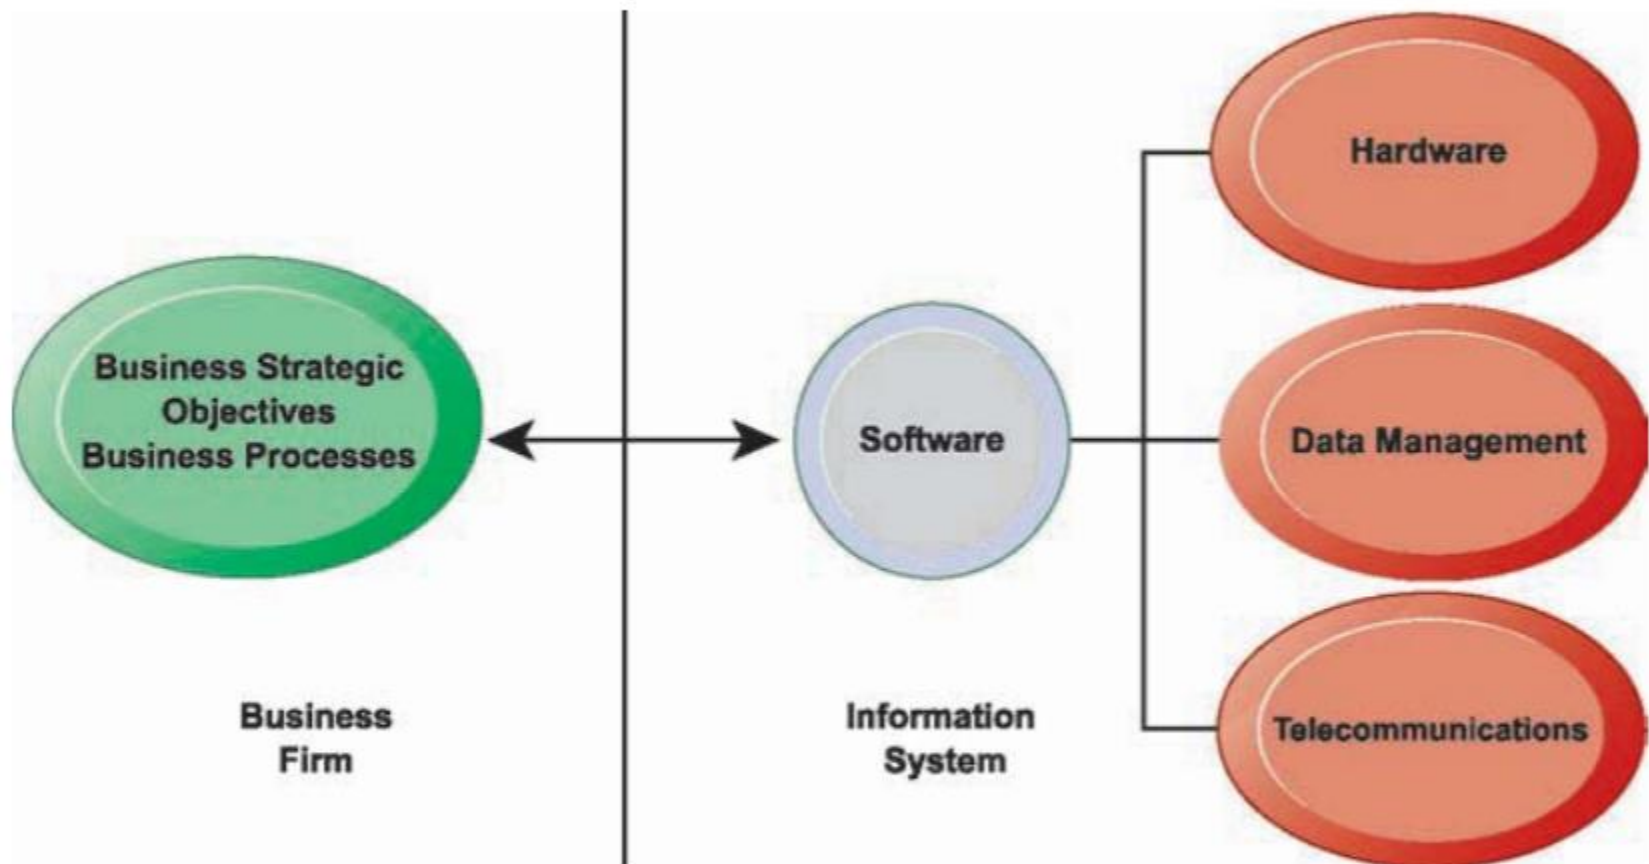 Business Strategic
Objectives
Business Processes
Business
Firm
Software
Information
System
Hardware
Data Management
Telecommunications